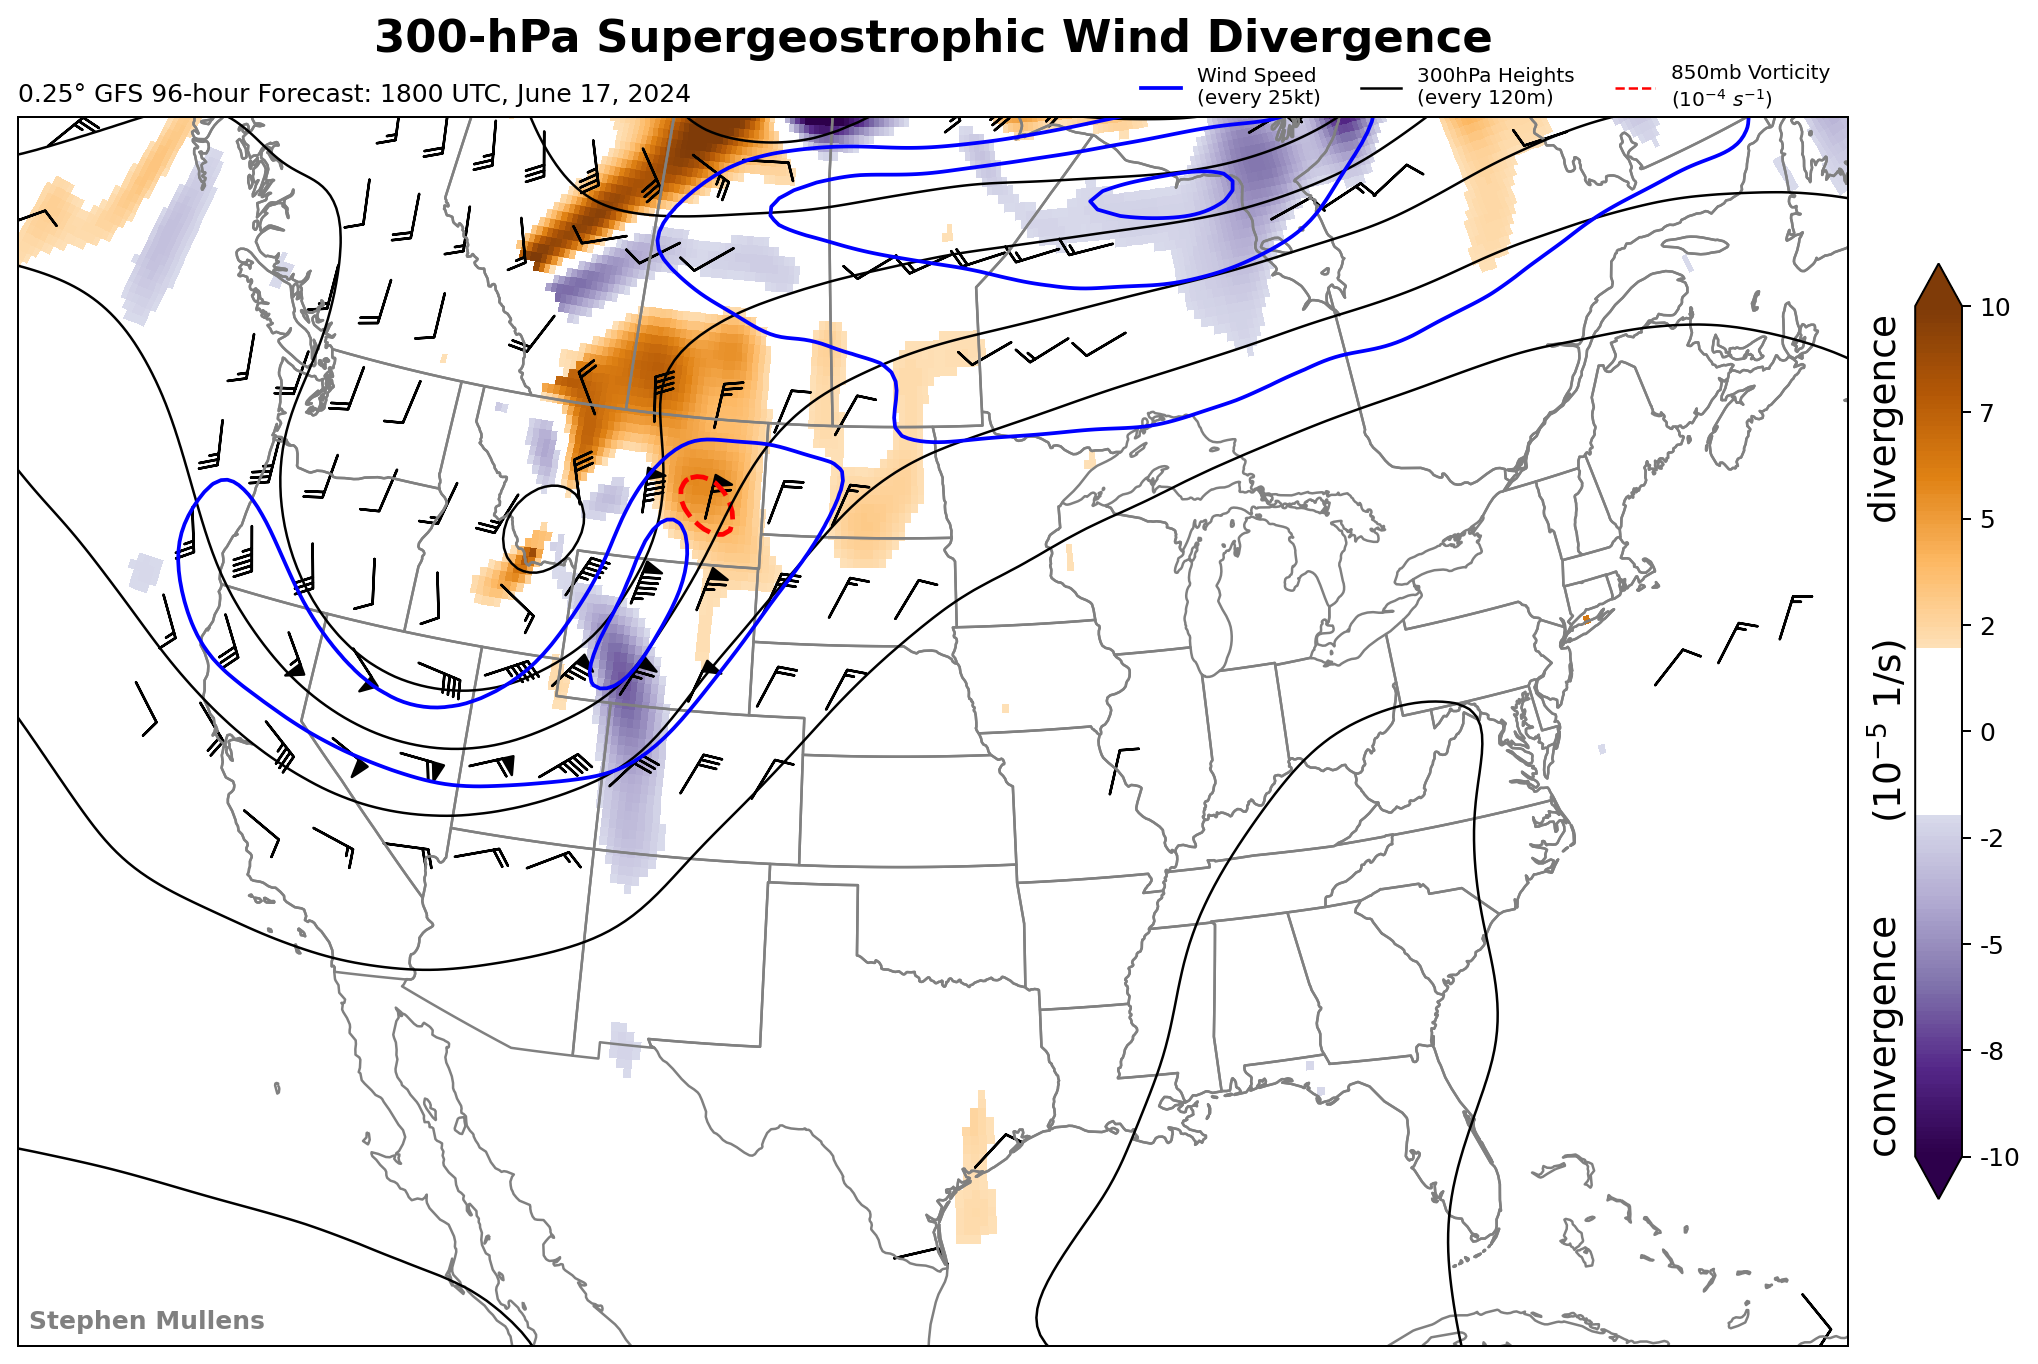 300-hPa Supergeostrophic Wind Divergence
0.25° GFS 96-hour Forecast: 1800 UTC, June 17, 2024
Wind Speed
(every 25kt)
300hPa Heights
(every 120m)
850mb Vorticity
(10⁻⁴ s⁻¹)
divergence
(10⁻⁵ 1/s)
convergence
10
7
5
2
0
-2
-5
-8
-10
Stephen Mullens